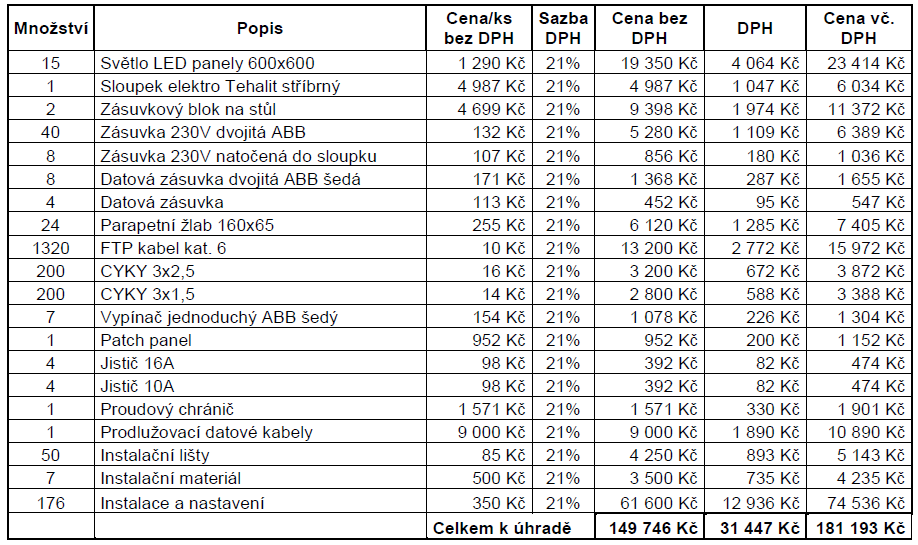 Množství Popis Cena/ks bez DPH Sazba DPH Cena bez DPH DPH Cena vč. DPH
15 Světlo LED panely 600x600 1 290 Kč 21% 19 350 Kč 4 064 Kč 23 414 Kč
1 Sloupek elektro Tehalit stříbrný 4 987 Kč 21% 4 987 Kč 1 047 Kč 6 034 Kč
2 Zásuvkový blok na stůl 4 699 Kč 21% 9 398 Kč 1 974 Kč 11 372 Kč
40 Zásuvka 230V dvojitá ABB 132 Kč 21% 5 280 Kč 1 109 Kč 6 389 Kč
8 Zásuvka 230V natočená do sloupku 107 Kč 21% 856 Kč 180 Kč 1 036 Kč
8 Datová zásuvka dvojitá ABB šedá 171 Kč 21% 1 368 Kč 287 Kč 1 655 Kč
4 Datová zásuvka 113 Kč 21% 452 Kč 95 Kč 547 Kč
24 Parapetní žlab 160x65 255 Kč 21% 6 120 Kč 1 285 Kč 7 405 Kč
1320 FTP kabel kat. 6 10 Kč 21% 13 200 Kč 2 772 Kč 15 972 Kč
200 CYKY 3x2,5 16 Kč 21% 3 200 Kč 672 Kč 3 872 Kč
200 CYKY 3x1,5 14 Kč 21% 2 800 Kč 588 Kč 3 388 Kč
7 Vypínač jednoduchý ABB šedý 154 Kč 21% 1 078 Kč 226 Kč 1 304 Kč
1 Patch panel 952 Kč 21% 952 Kč 200 Kč 1 152 Kč
4 Jistič 16A 98 Kč 21% 392 Kč 82 Kč 474 Kč
4 Jistič 10A 98 Kč 21% 392 Kč 82 Kč 474 Kč
1 Proudový chránič 1 571 Kč 21% 1 571 Kč 330 Kč 1 901 Kč
1 Prodlužovací datové kabely 9 000 Kč 21% 9 000 Kč 1 890 Kč 10 890 Kč
50 Instalační lišty 85 Kč 21% 4 250 Kč 893 Kč 5 143 Kč
7 Instalační materiál 500 Kč 21% 3 500 Kč 735 Kč 4 235 Kč
176 Instalace a nastavení 350 Kč 21% 61 600 Kč 12 936 Kč 74 536 Kč
Celkem k úhradě 149 746 Kč 31 447 Kč 181 193 Kč